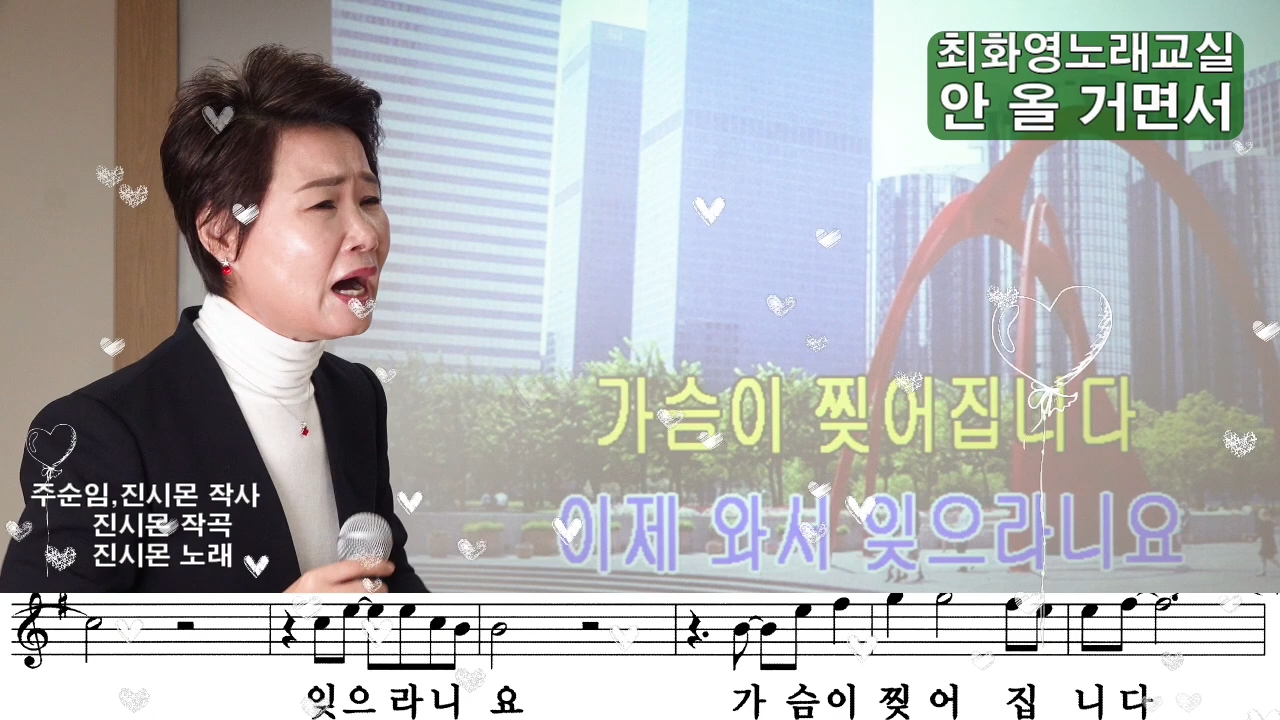 최화영노래교실
안 올 거면서
가슴이 찢어집니다
이제 와서 잊으라니요
주순임,진시몬 작사
진시몬 작곡
진시몬 노래
잊으라니 요 가 슴이 찢 어 집 니다